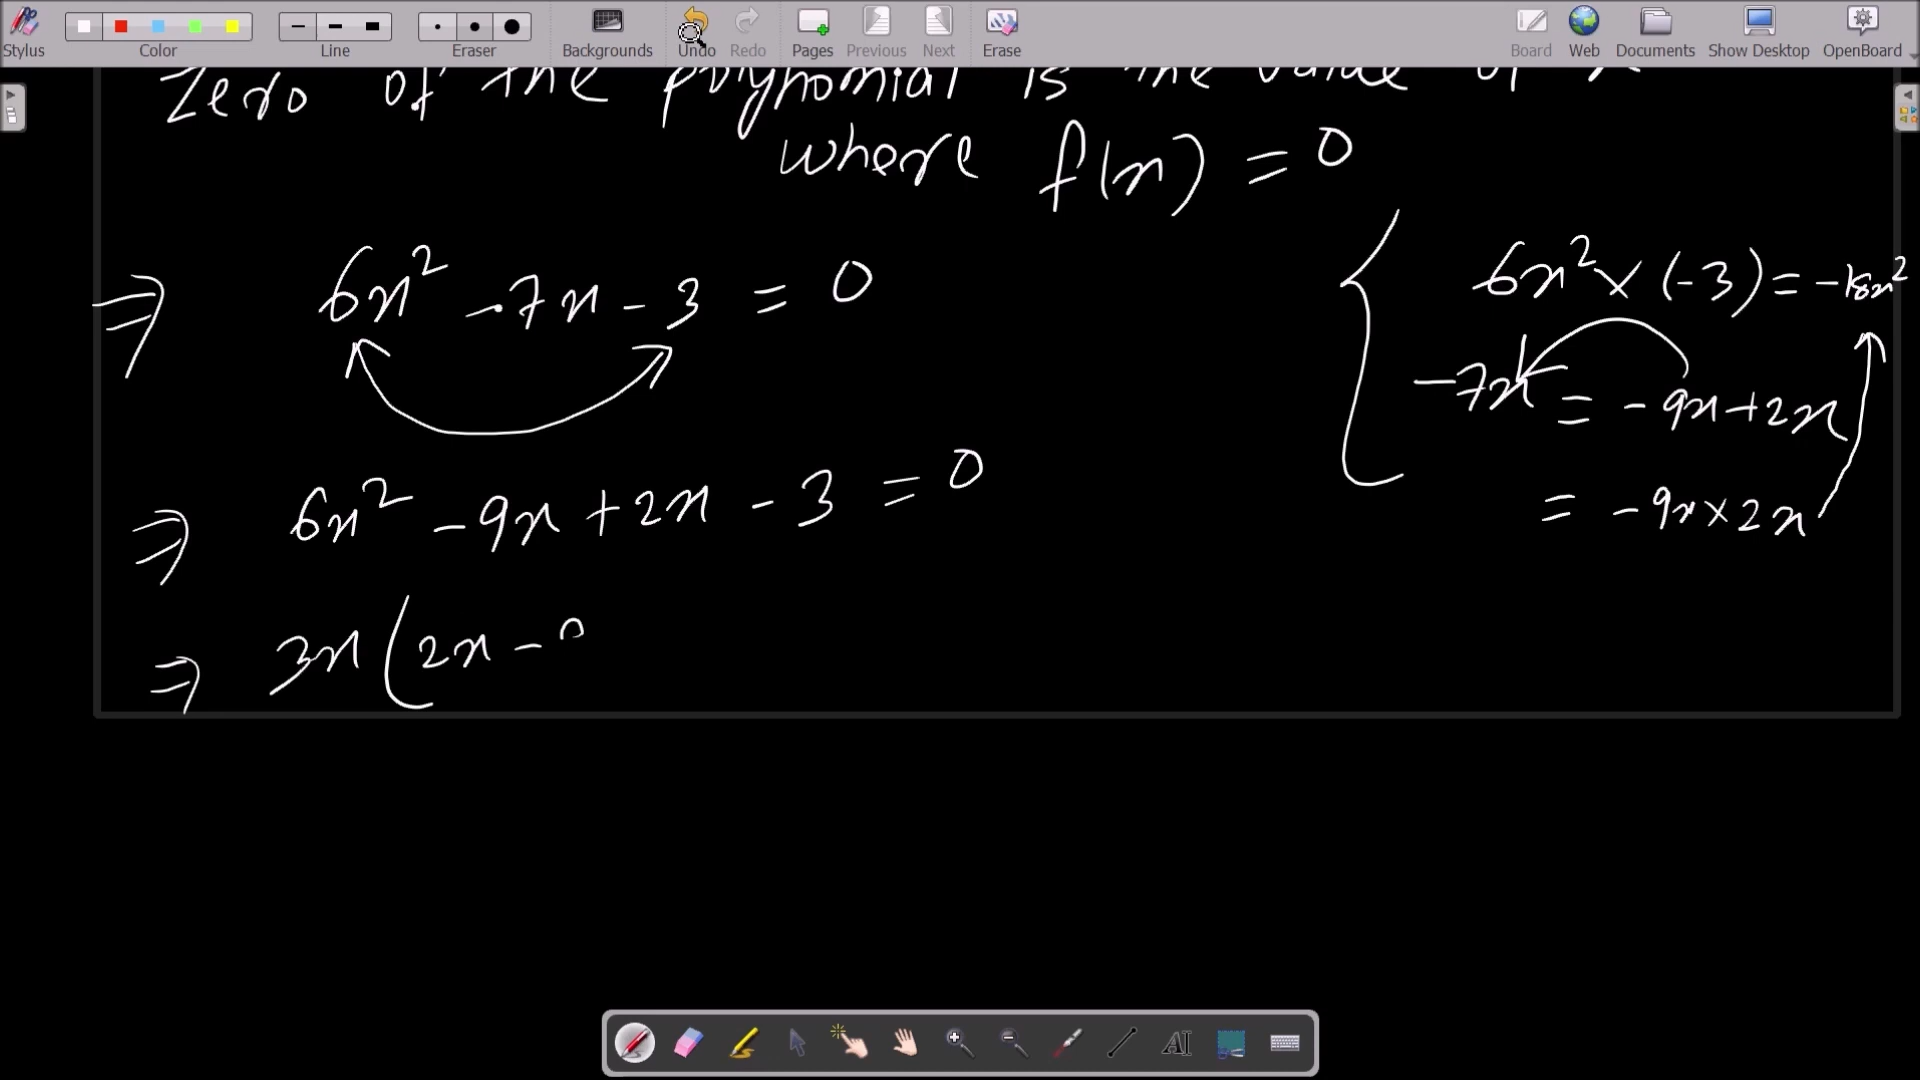 Stylus Color Line Eraser Backgrounds Undo Redo Pages Previous Next Erase Board Web Documents Show Desktop OpenBoard
Zero of the polynomial is the value of x
where f(x) = 0
⇒ 6x² - 7x - 3 = 0
6x² × (-3) = -18x²
-7x = -9x + 2x
= -9x × 2x
⇒ 6x² - 9x + 2x - 3 = 0
⇒ 3x (2x -
AI